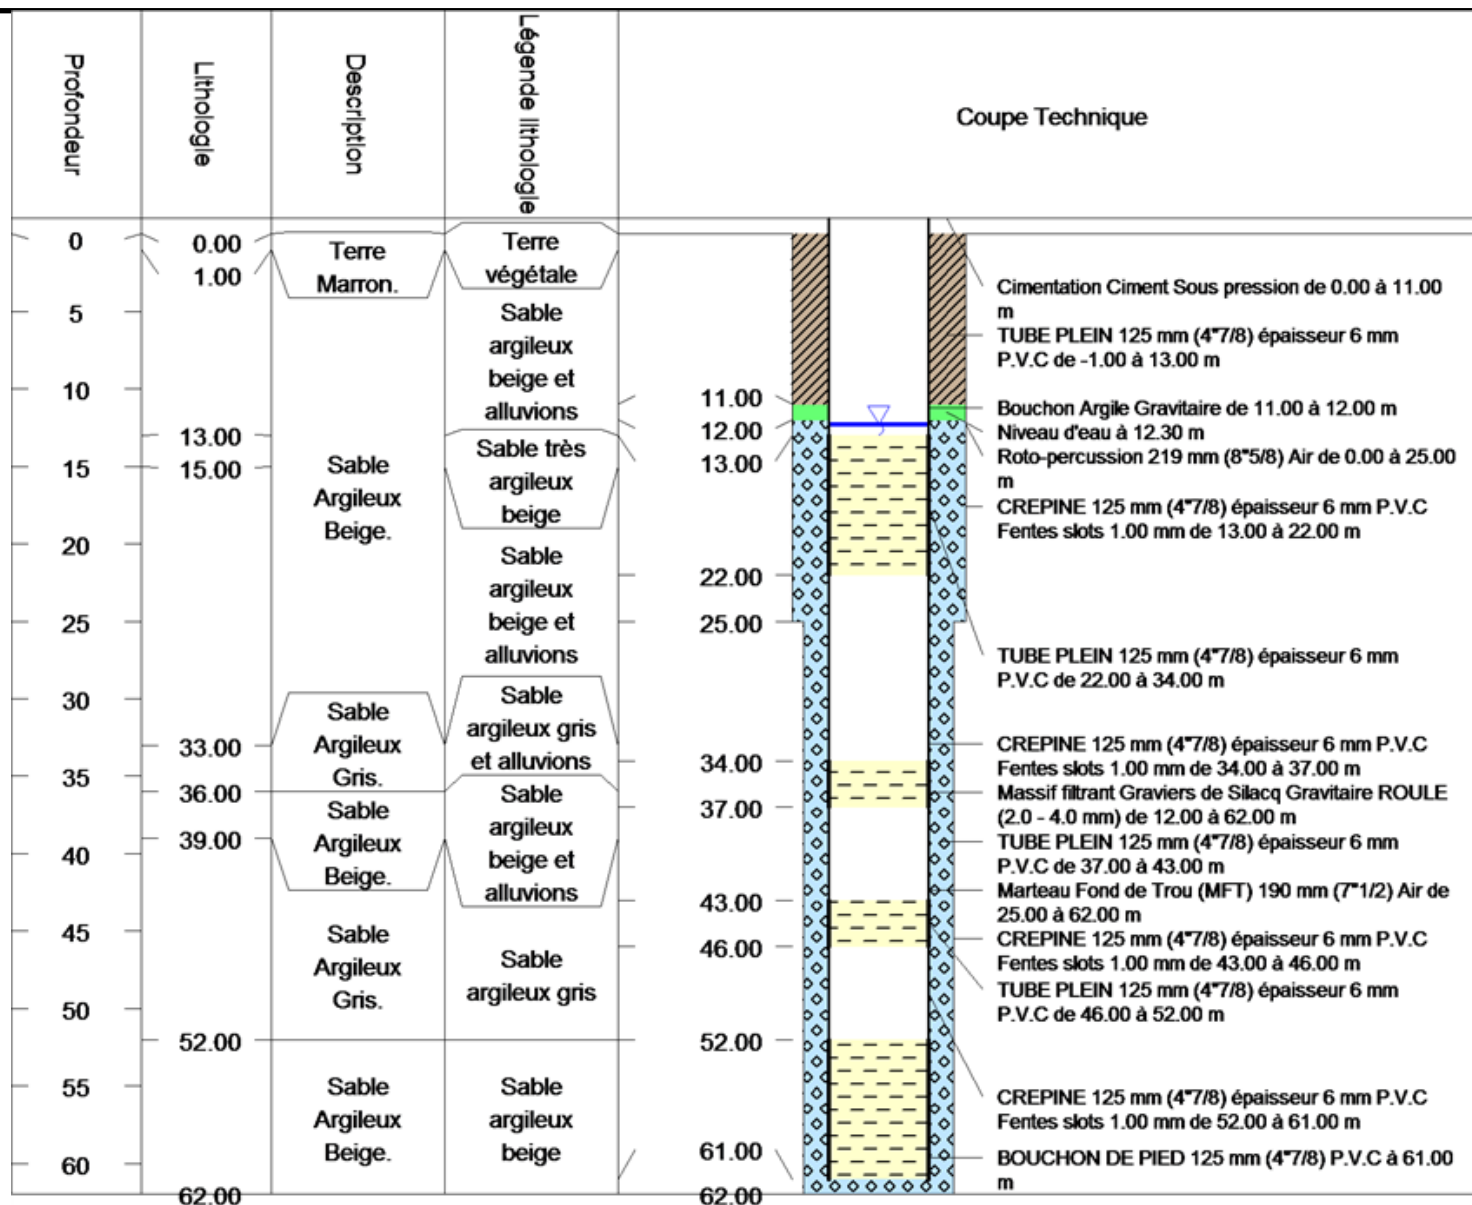 Profondeur
Lithologie
Description
Légende lithologie
Coupe Technique
0
5
10
15
20
25
30
35
40
45
50
55
60
0.00
1.00
13.00
15.00
33.00
36.00
39.00
52.00
62.00
Terre
Marron.
Sable
Argileux
Beige.
Sable
Argileux
Gris.
Sable
Argileux
Beige.
Sable
Argileux
Gris.
Sable
Argileux
Beige.
Terre
végétale
Sable
argileux
beige et
alluvions
Sable très
argileux
beige
Sable
argileux
beige et
alluvions
Sable
argileux gris
et alluvions
Sable
argileux
beige et
alluvions
Sable
argileux gris
Sable
argileux
beige
11.00
12.00
13.00
22.00
25.00
34.00
37.00
43.00
46.00
52.00
61.00
62.00
Cimentation Ciment Sous pression de 0.00 à 11.00
m
TUBE PLEIN 125 mm (4"7/8) épaisseur 6 mm
P.V.C de -1.00 à 13.00 m
Bouchon Argile Gravitaire de 11.00 à 12.00 m
Niveau d'eau à 12.30 m
Roto-percussion 219 mm (8"5/8) Air de 0.00 à 25.00
m
CREPINE 125 mm (4"7/8) épaisseur 6 mm P.V.C
Fentes slots 1.00 mm de 13.00 à 22.00 m
TUBE PLEIN 125 mm (4"7/8) épaisseur 6 mm
P.V.C de 22.00 à 34.00 m
CREPINE 125 mm (4"7/8) épaisseur 6 mm P.V.C
Fentes slots 1.00 mm de 34.00 à 37.00 m
Massif filtrant Graviers de Silacq Gravitaire ROULE
(2.0 - 4.0 mm) de 12.00 à 62.00 m
TUBE PLEIN 125 mm (4"7/8) épaisseur 6 mm
P.V.C de 37.00 à 43.00 m
Marteau Fond de Trou (MFT) 190 mm (7"1/2) Air de
25.00 à 62.00 m
CREPINE 125 mm (4"7/8) épaisseur 6 mm P.V.C
Fentes slots 1.00 mm de 43.00 à 46.00 m
TUBE PLEIN 125 mm (4"7/8) épaisseur 6 mm
P.V.C de 46.00 à 52.00 m
CREPINE 125 mm (4"7/8) épaisseur 6 mm P.V.C
Fentes slots 1.00 mm de 52.00 à 61.00 m
BOUCHON DE PIED 125 mm (4"7/8) P.V.C à 61.00
m